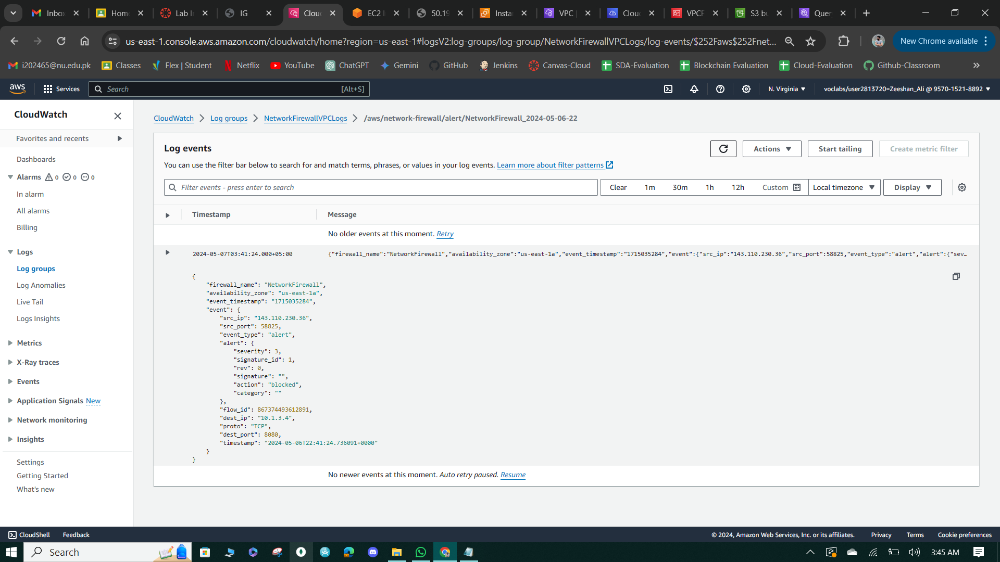 Inbox
Home
Lab In
IG
Clou
EC2 I
50.19
Insta
VPC |
Clou
VPCF
S3 bu
Quer
us-east-1.console.aws.amazon.com/cloudwatch/home?region=us-east-1#logsV2:log-groups/log-group/NetworkFirewallVPCLogs/log-events/$252Faws$252Fnet...
New Chrome available
i202465@nu.edu.pk
Classes
Flex | Student
Netflix
YouTube
ChatGPT
Gemini
GitHub
Jenkins
Canvas-Cloud
SDA-Evaluation
Blockchain Evaluation
Cloud-Evaluation
Github-Classroom
aws
Services
Search
[Alt+S]
N. Virginia
voclabs/user2813720=Zeeshan_Ali @ 9570-1521-8892
CloudWatch
Favorites and recents
Dashboards
Alarms 0 0 0
In alarm
All alarms
Billing
Logs
Log groups
Log Anomalies
Live Tail
Logs Insights
Metrics
X-Ray traces
Events
Application Signals New
Network monitoring
Insights
Settings
Getting Started
What's new
CloudWatch > Log groups > NetworkFirewallVPCLogs > /aws/network-firewall/alert/NetworkFirewall_2024-05-06-22
Log events
Actions
Start tailing
Create metric filter
You can use the filter bar below to search for and match terms, phrases, or values in your log events. Learn more about filter patterns
Filter events - press enter to search
Clear
1m
30m
1h
12h
Custom
Local timezone
Display
Timestamp
Message
No older events at this moment. Retry
2024-05-07T03:41:24.000+05:00
{"firewall_name":"NetworkFirewall","availability_zone":"us-east-1a","event_timestamp":"1715035284","event":{"src_ip":"143.110.230.36","src_port":58825,"event_type":"alert","alert":{"sev...
{
"firewall_name": "NetworkFirewall",
"availability_zone": "us-east-1a",
"event_timestamp": "1715035284",
"event": {
"src_ip": "143.110.230.36",
"src_port": 58825,
"event_type": "alert",
"alert": {
"severity": 3,
"signature_id": 1,
"rev": 0,
"signature": "",
"action": "blocked",
"category": ""
},
"flow_id": 867374493612891,
"dest_ip": "10.1.3.4",
"proto": "TCP",
"dest_port": 8080,
"timestamp": "2024-05-06T22:41:24.736091+0000"
}
}
No newer events at this moment. Auto retry paused. Resume
CloudShell
Feedback
© 2024, Amazon Web Services, Inc. or its affiliates.
Privacy
Terms
Cookie preferences
Search
3:45 AM